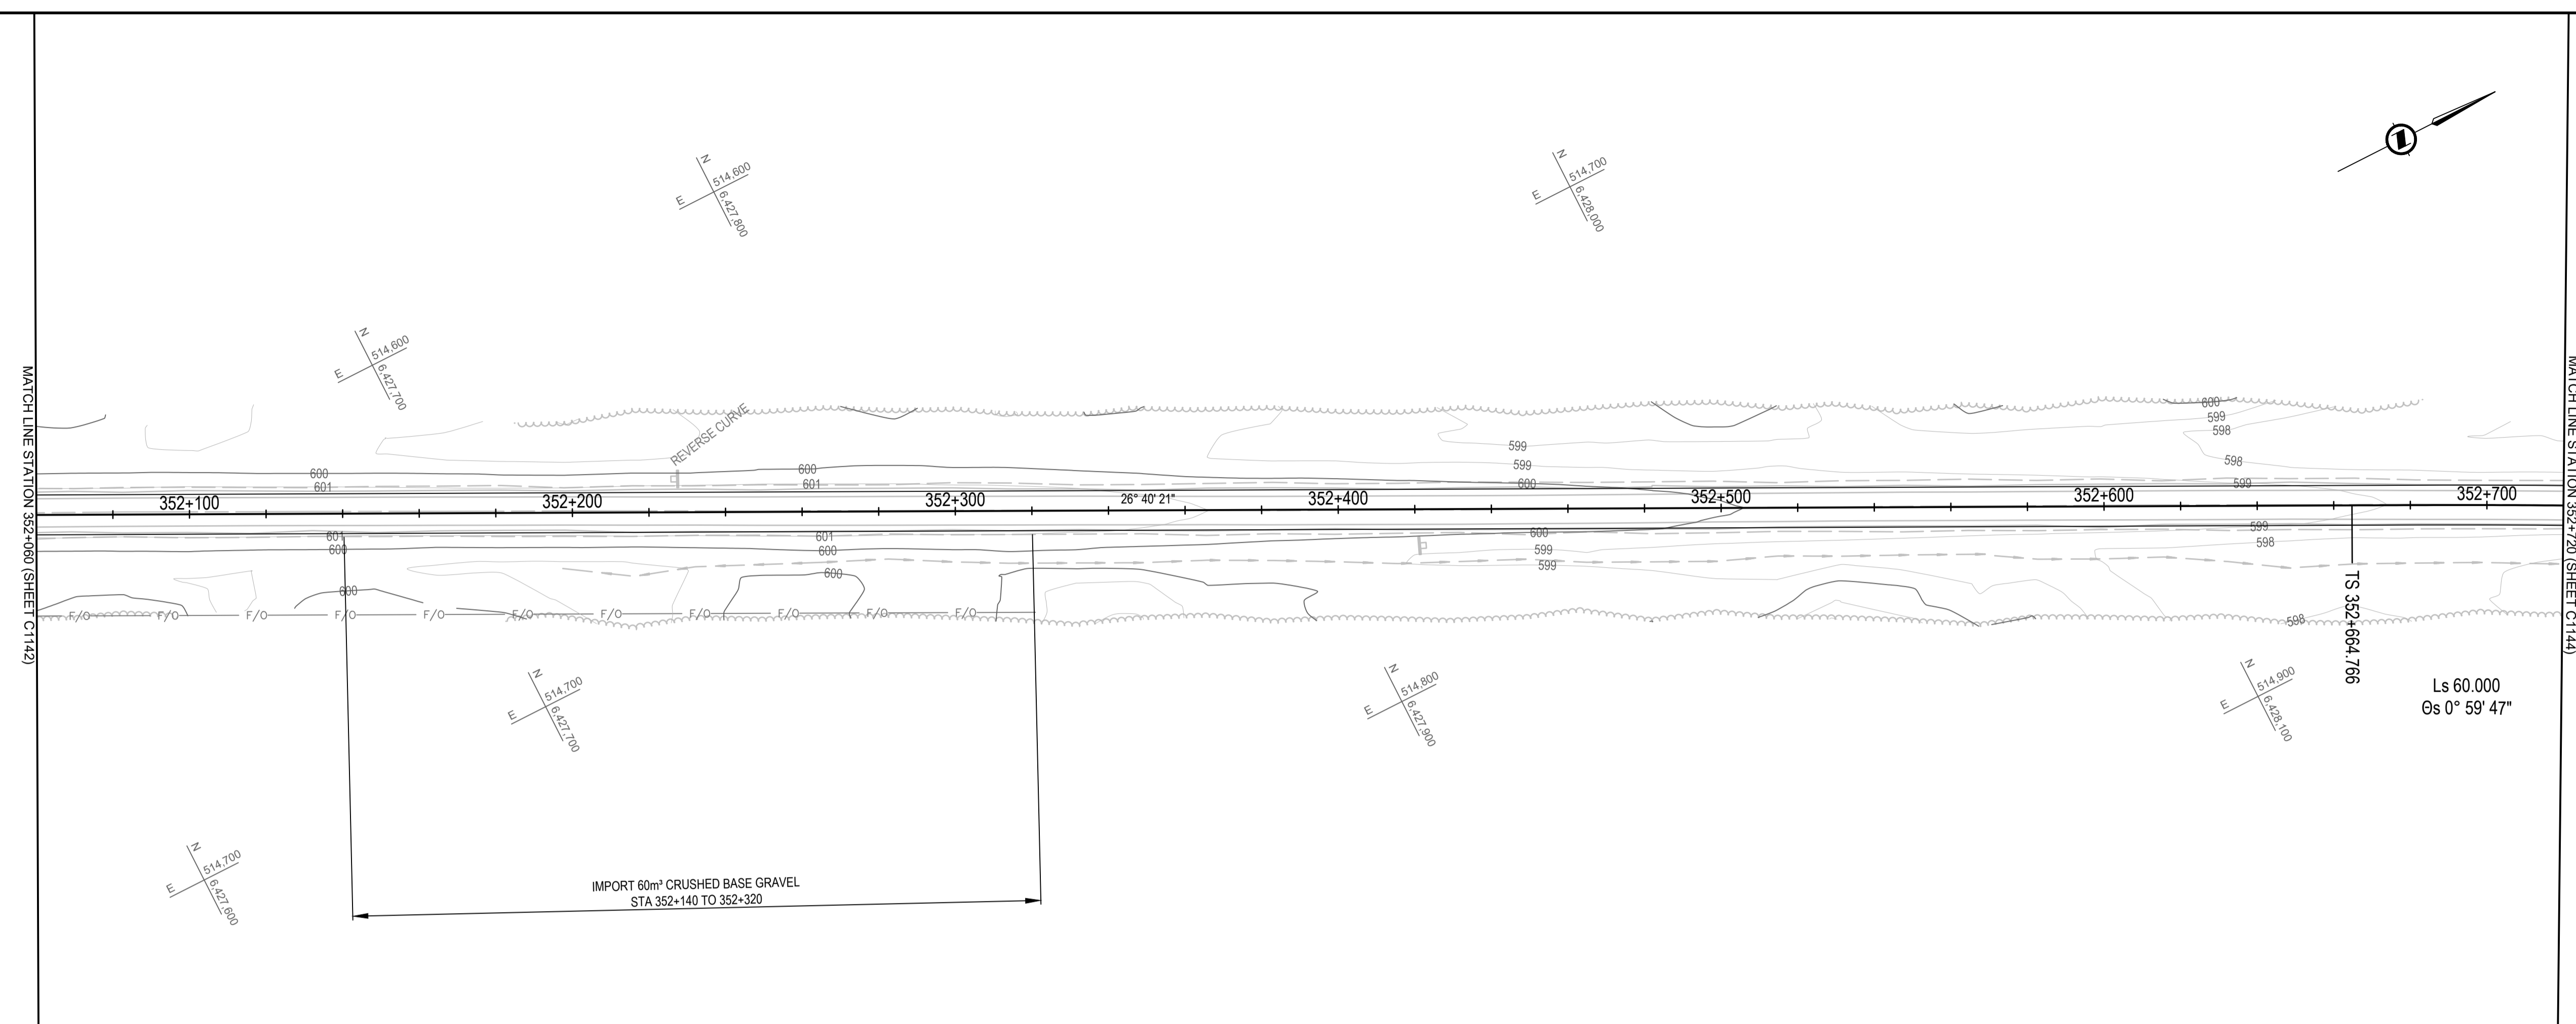 N
514,600
E
6,427,800
N
514,700
E
6,428,000
N
514,600
E
6,427,700
MATCH LINE STATION 352+060 (SHEET C1142)
MATCH LINE STATION 352+720 (SHEET C1144)
REVERSE CURVE
600
599
598
599
599
598
600
600
600
599
601
601
352+100
352+200
352+300
26° 40' 21"
352+400
352+500
352+600
352+700
601
601
600
599
600
600
599
598
599
600
600
F/O
F/O
F/O
F/O
F/O
F/O
F/O
F/O
F/O
F/O
F/O
598
TS 352+664.766
N
514,700
E
6,427,700
N
514,800
E
6,427,900
N
514,900
E
6,428,100
Ls 60.000
Θs 0° 59' 47"
N
514,700
E
6,427,600
IMPORT 60m³ CRUSHED BASE GRAVEL
STA 352+140 TO 352+320